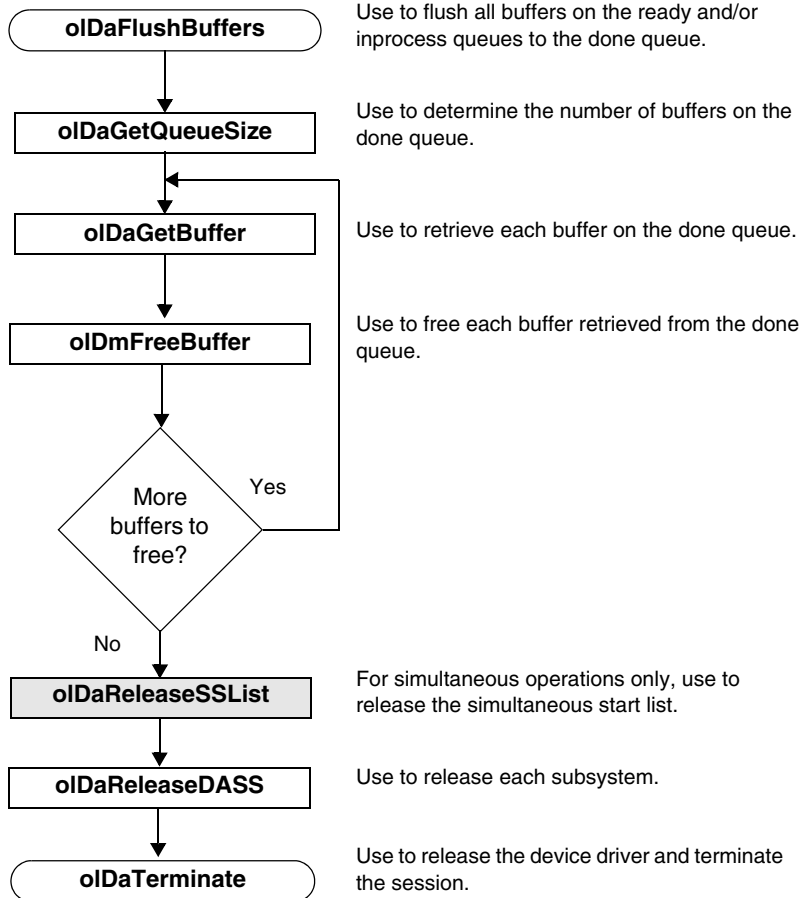 olDaFlushBuffers
Use to flush all buffers on the ready and/or
inprocess queues to the done queue.
olDaGetQueueSize
Use to determine the number of buffers on the
done queue.
olDaGetBuffer
Use to retrieve each buffer on the done queue.
olDmFreeBuffer
Use to free each buffer retrieved from the done
queue.
More
buffers to
free?
Yes
No
olDaReleaseSSList
For simultaneous operations only, use to
release the simultaneous start list.
olDaReleaseDASS
Use to release each subsystem.
olDaTerminate
Use to release the device driver and terminate
the session.